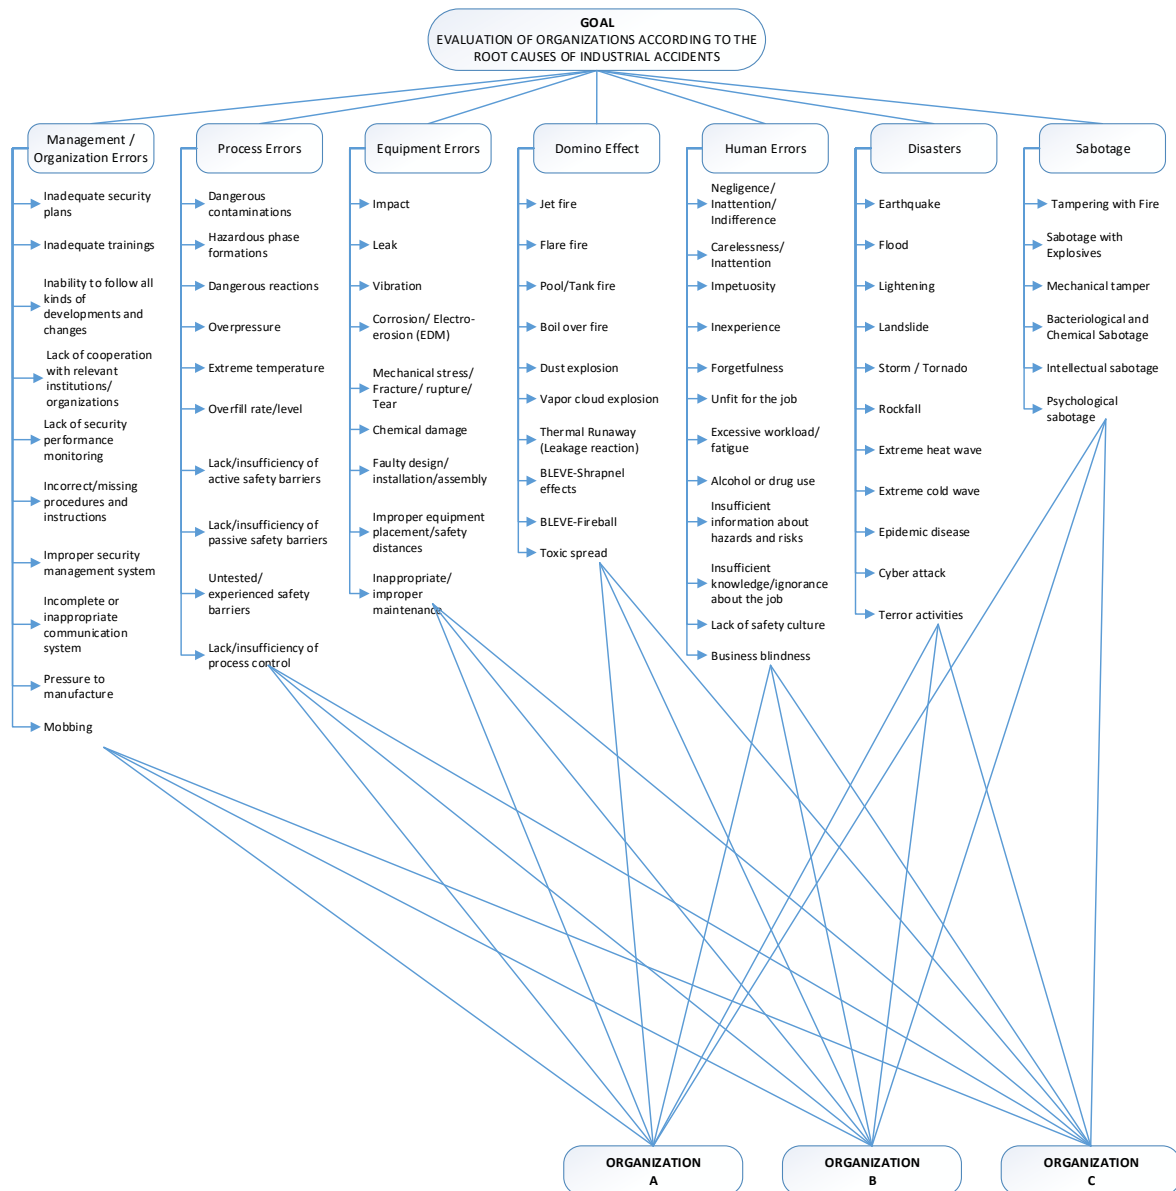 GOAL
EVALUATION OF ORGANIZATIONS ACCORDING TO THE
ROOT CAUSES OF INDUSTRIAL ACCIDENTS
Management /
Organization Errors
Inadequate security
plans
Inadequate trainings
Inability to follow all
kinds of
developments and
changes
Lack of cooperation
with relevant
institutions/
organizations
Lack of security
performance
monitoring
Incorrect/missing
procedures and
instructions
Improper security
management system
Incomplete or
inappropriate
communication
system
Pressure to
manufacture
Mobbing
Process Errors
Dangerous
contaminations
Hazardous phase
formations
Dangerous reactions
Overpressure
Extreme temperature
Overfill rate/level
Lack/insufficiency of
active safety barriers
Lack/insufficiency of
passive safety barriers
Untested/
experienced safety
barriers
Lack/insufficiency of
process control
Equipment Errors
Impact
Leak
Vibration
Corrosion/ Electro-
erosion (EDM)
Mechanical stress/
Fracture/ rupture/
Tear
Chemical damage
Faulty design/
installation/assembly
Improper equipment
placement/safety
distances
Inappropriate/
improper
maintenance
Domino Effect
Jet fire
Flare fire
Pool/Tank fire
Boil over fire
Dust explosion
Vapor cloud explosion
Thermal Runaway
(Leakage reaction)
BLEVE-Shrapnel
effects
BLEVE-Fireball
Toxic spread
Human Errors
Negligence/
Inattention/
Indifference
Carelessness/
Inattention
Impetuosity
Inexperience
Forgetfulness
Unfit for the job
Excessive workload/
fatigue
Alcohol or drug use
Insufficient
information about
hazards and risks
Insufficient
knowledge/ignorance
about the job
Lack of safety culture
Business blindness
Disasters
Earthquake
Flood
Lightening
Landslide
Storm / Tornado
Rockfall
Extreme heat wave
Extreme cold wave
Epidemic disease
Cyber attack
Terror activities
Sabotage
Tampering with Fire
Sabotage with
Explosives
Mechanical tamper
Bacteriological and
Chemical Sabotage
Intellectual sabotage
Psychological
sabotage
ORGANIZATION
A
ORGANIZATION
B
ORGANIZATION
C